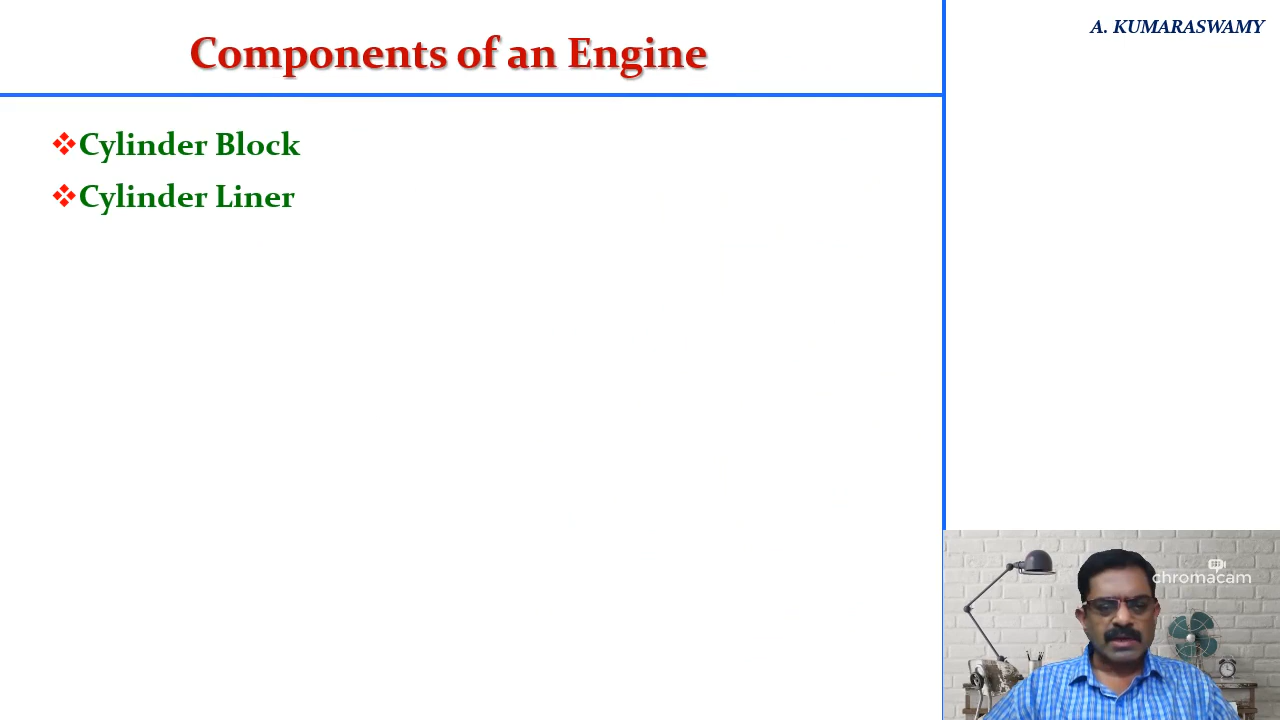 Components of an Engine
A. KUMARASWAMY
❖Cylinder Block
❖Cylinder Liner
chromacam